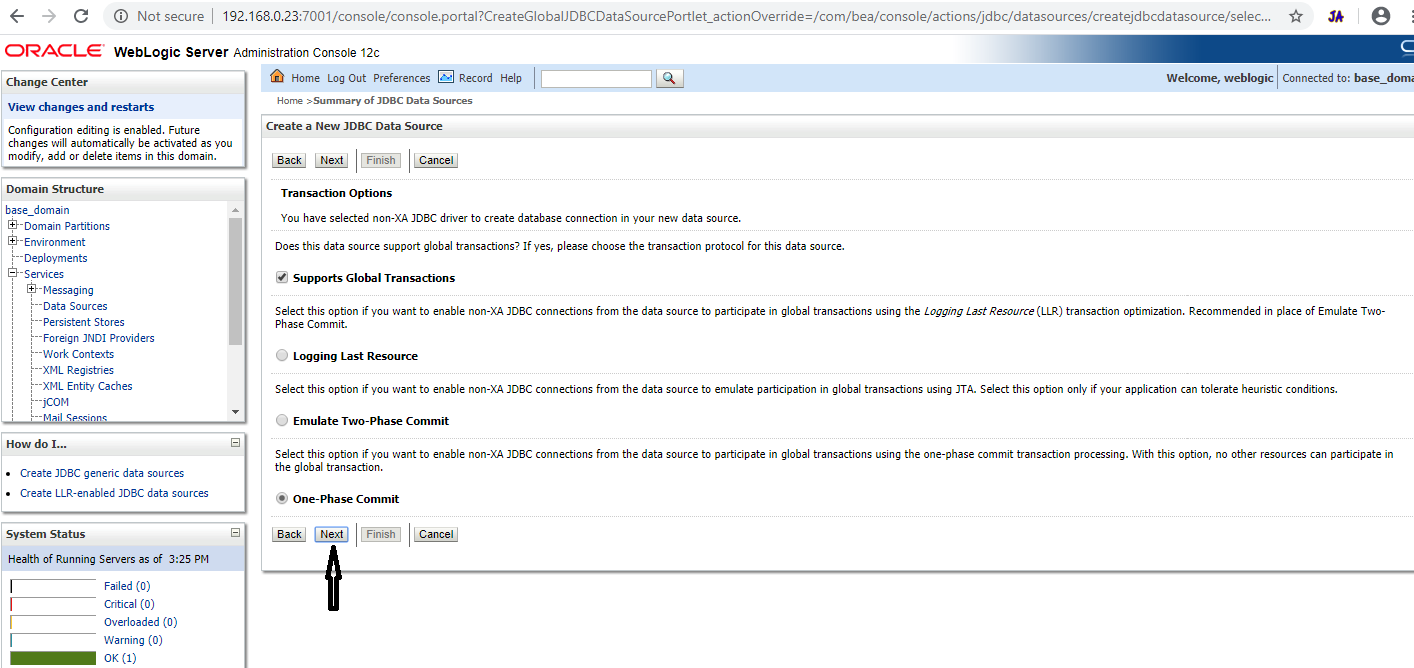 Not secure | 192.168.0.23:7001/console/console.portal?CreateGlobalJDBCDataSourcePortlet_actionOverride=/com/bea/console/actions/jdbc/datasources/createjdbcdatasource/selec...
JA
ORACLE WebLogic Server Administration Console 12c
Change Center
View changes and restarts
Configuration editing is enabled. Future
changes will automatically be activated as you
modify, add or delete items in this domain.
Domain Structure
base_domain
Domain Partitions
Environment
Deployments
Services
Messaging
Data Sources
Persistent Stores
Foreign JNDI Providers
Work Contexts
XML Registries
XML Entity Caches
jCOM
Mail Sessions
How do I...
Create JDBC generic data sources
Create LLR-enabled JDBC data sources
System Status
Health of Running Servers as of 3:25 PM
Failed (0)
Critical (0)
Overloaded (0)
Warning (0)
OK (1)
Home Log Out Preferences Record Help
Welcome, weblogic Connected to: base_doma
Home >Summary of JDBC Data Sources
Create a New JDBC Data Source
Back Next Finish Cancel
Transaction Options
You have selected non-XA JDBC driver to create database connection in your new data source.
Does this data source support global transactions? If yes, please choose the transaction protocol for this data source.
Supports Global Transactions
Select this option if you want to enable non-XA JDBC connections from the data source to participate in global transactions using the Logging Last Resource (LLR) transaction optimization. Recommended in place of Emulate Two-
Phase Commit.
Logging Last Resource
Select this option if you want to enable non-XA JDBC connections from the data source to emulate participation in global transactions using JTA. Select this option only if your application can tolerate heuristic conditions.
Emulate Two-Phase Commit
Select this option if you want to enable non-XA JDBC connections from the data source to participate in global transactions using the one-phase commit transaction processing. With this option, no other resources can participate in
the global transaction.
One-Phase Commit
Back Next Finish Cancel